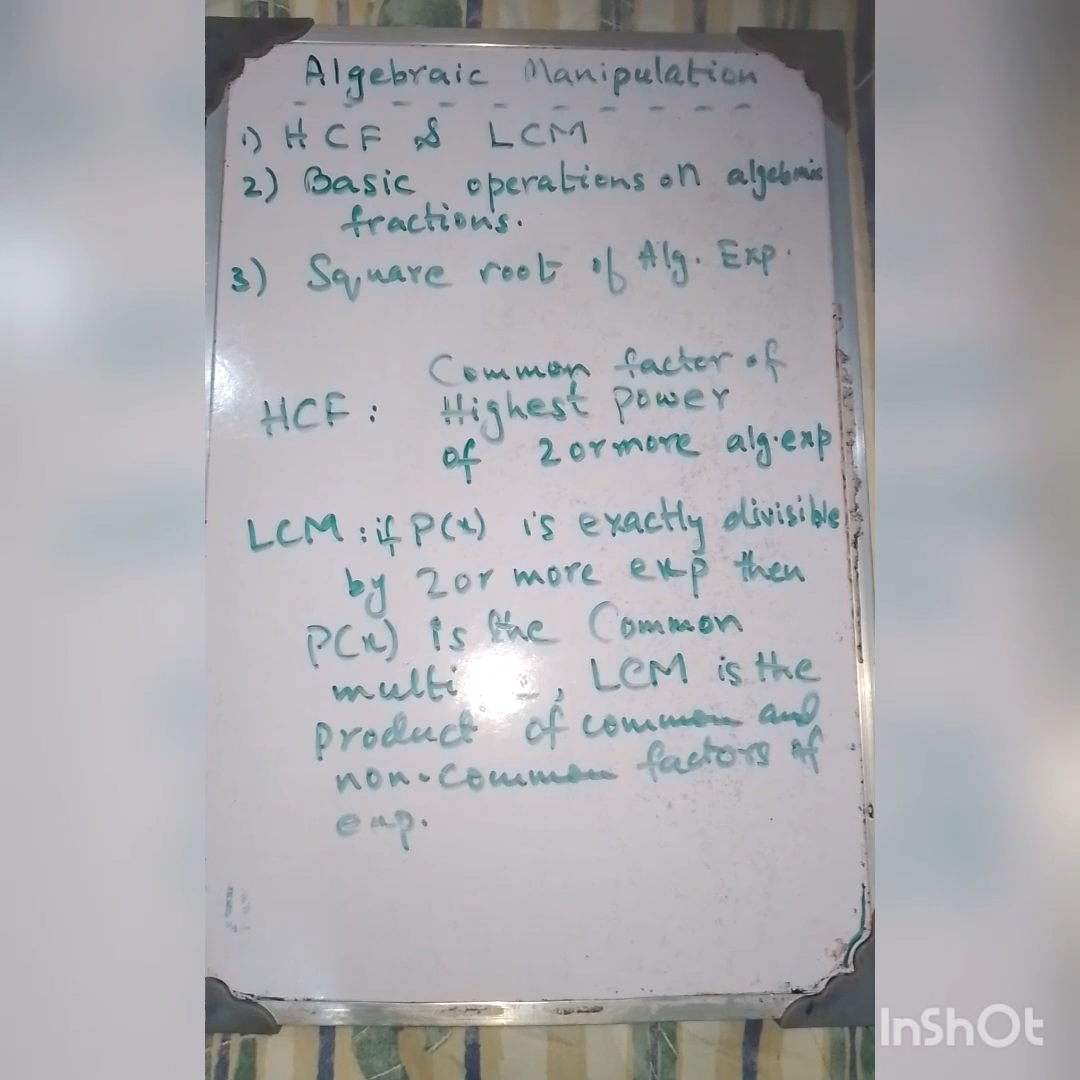 Algebraic Manipulation
1) HCF & LCM
2) Basic operations on algebraic
fractions.
3) Square root of Alg. Exp.
Common factor of
HCF: Highest power
of 2 or more alg.exp
LCM: if P(x) is exactly divisible
by 2 or more exp then
P(x) is the Common
, LCM is the
product of common and
non-common factors of
exp.
InShOt